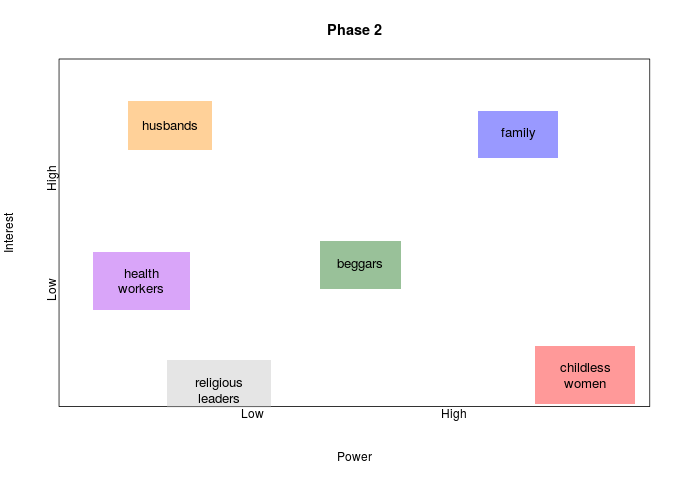 Phase 2
husbands
family
High
Interest
beggars
health
workers
Low
childless
women
religious
leaders
Low
High
Power